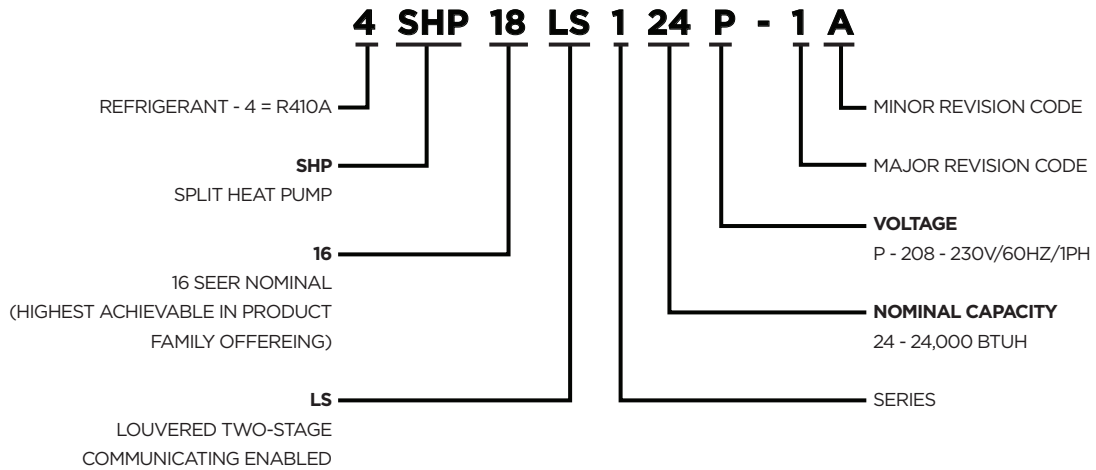 4 SHP 18 LS 1 24 P - 1 A
REFRIGERANT - 4 = R410A
SHP
SPLIT HEAT PUMP
16
16 SEER NOMINAL
(HIGHEST ACHIEVABLE IN PRODUCT
FAMILY OFFEREING)
LS
LOUVERED TWO-STAGE
COMMUNICATING ENABLED
MINOR REVISION CODE
MAJOR REVISION CODE
VOLTAGE
P - 208 - 230V/60HZ/1PH
NOMINAL CAPACITY
24 - 24,000 BTUH
SERIES